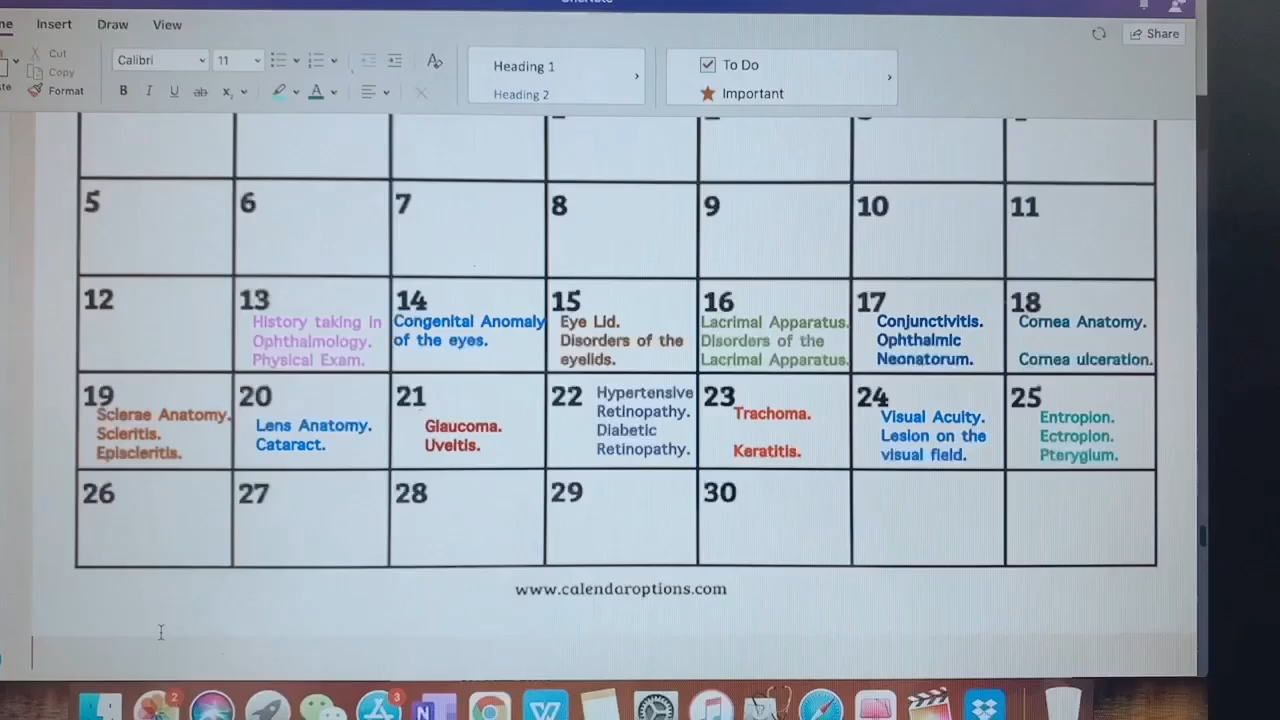 OneNote
Insert
Draw
View
Cut
Copy
Format
Calibri
11
B I U ab x
A
Heading 1
Heading 2
To Do
Important
Share
5 6 7 8 9 10 11
12
13
History taking in
Ophthalmology.
Physical Exam.
14
Congenital Anomaly
of the eyes.
15
Eye Lid.
Disorders of the
eyelids.
16
Lacrimal Apparatus.
Disorders of the
Lacrimal Apparatus.
17
Conjunctivitis.
Ophthalmic
Neonatorum.
18
Cornea Anatomy.
Cornea ulceration.
19
Sclerae Anatomy.
Scleritis.
Episcleritis.
20
Lens Anatomy.
Cataract.
21
Glaucoma.
Uveitis.
22
Hypertensive
Retinopathy.
Diabetic
Retinopathy.
23
Trachoma.
Keratitis.
24
Visual Acuity.
Lesion on the
visual field.
25
Entropion.
Ectropion.
Pterygium.
26 27 28 29 30
www.calendaroptions.com
2
3
N
W